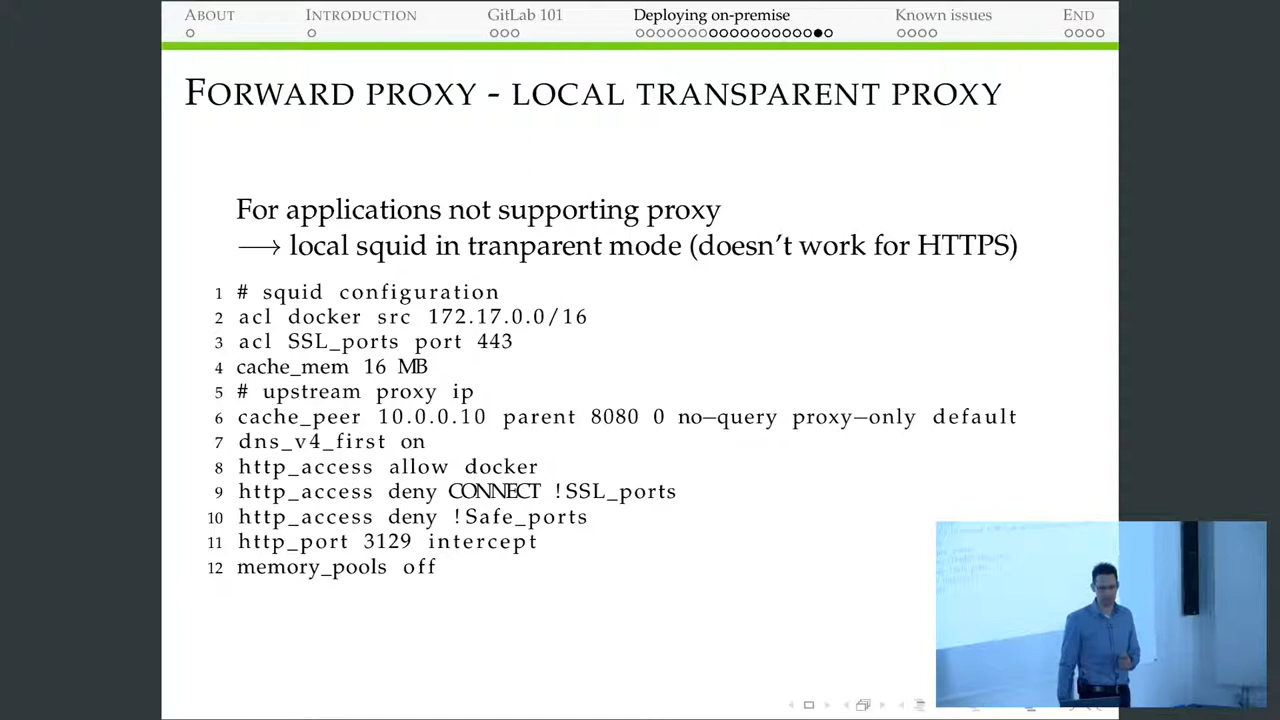 ABOUT INTRODUCTION GitLab 101 Deploying on-premise Known issues END
FORWARD PROXY - LOCAL TRANSPARENT PROXY
For applications not supporting proxy
⟶ local squid in tranparent mode (doesn't work for HTTPS)
1 # squid configuration
2 acl docker src 172.17.0.0/16
3 acl SSL_ports port 443
4 cache_mem 16 MB
5 # upstream proxy ip
6 cache_peer 10.0.0.10 parent 8080 0 no-query proxy-only default
7 dns_v4_first on
8 http_access allow docker
9 http_access deny CONNECT !SSL_ports
10 http_access deny !Safe_ports
11 http_port 3129 intercept
12 memory_pools off